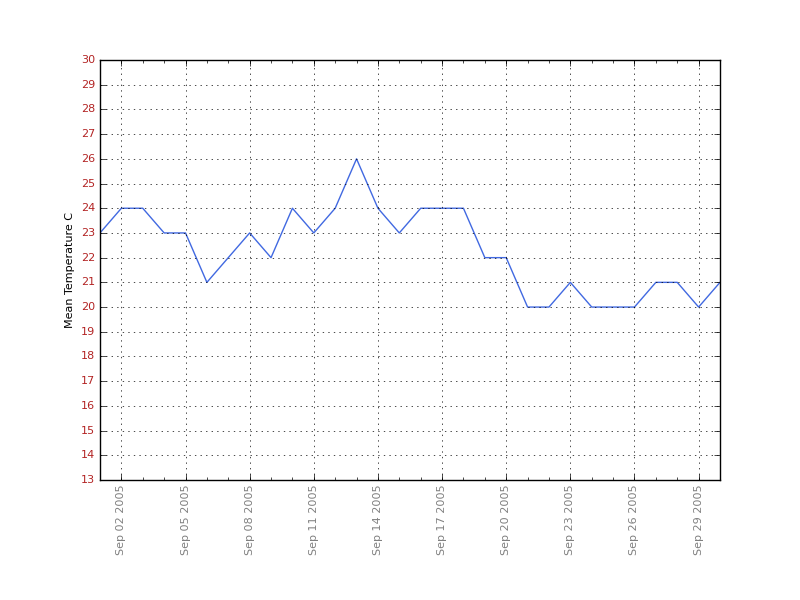 30
29
28
27
26
25
24
23
22
21
20
19
18
17
16
15
14
13
Mean Temperature C
Sep 02 2005
Sep 05 2005
Sep 08 2005
Sep 11 2005
Sep 14 2005
Sep 17 2005
Sep 20 2005
Sep 23 2005
Sep 26 2005
Sep 29 2005